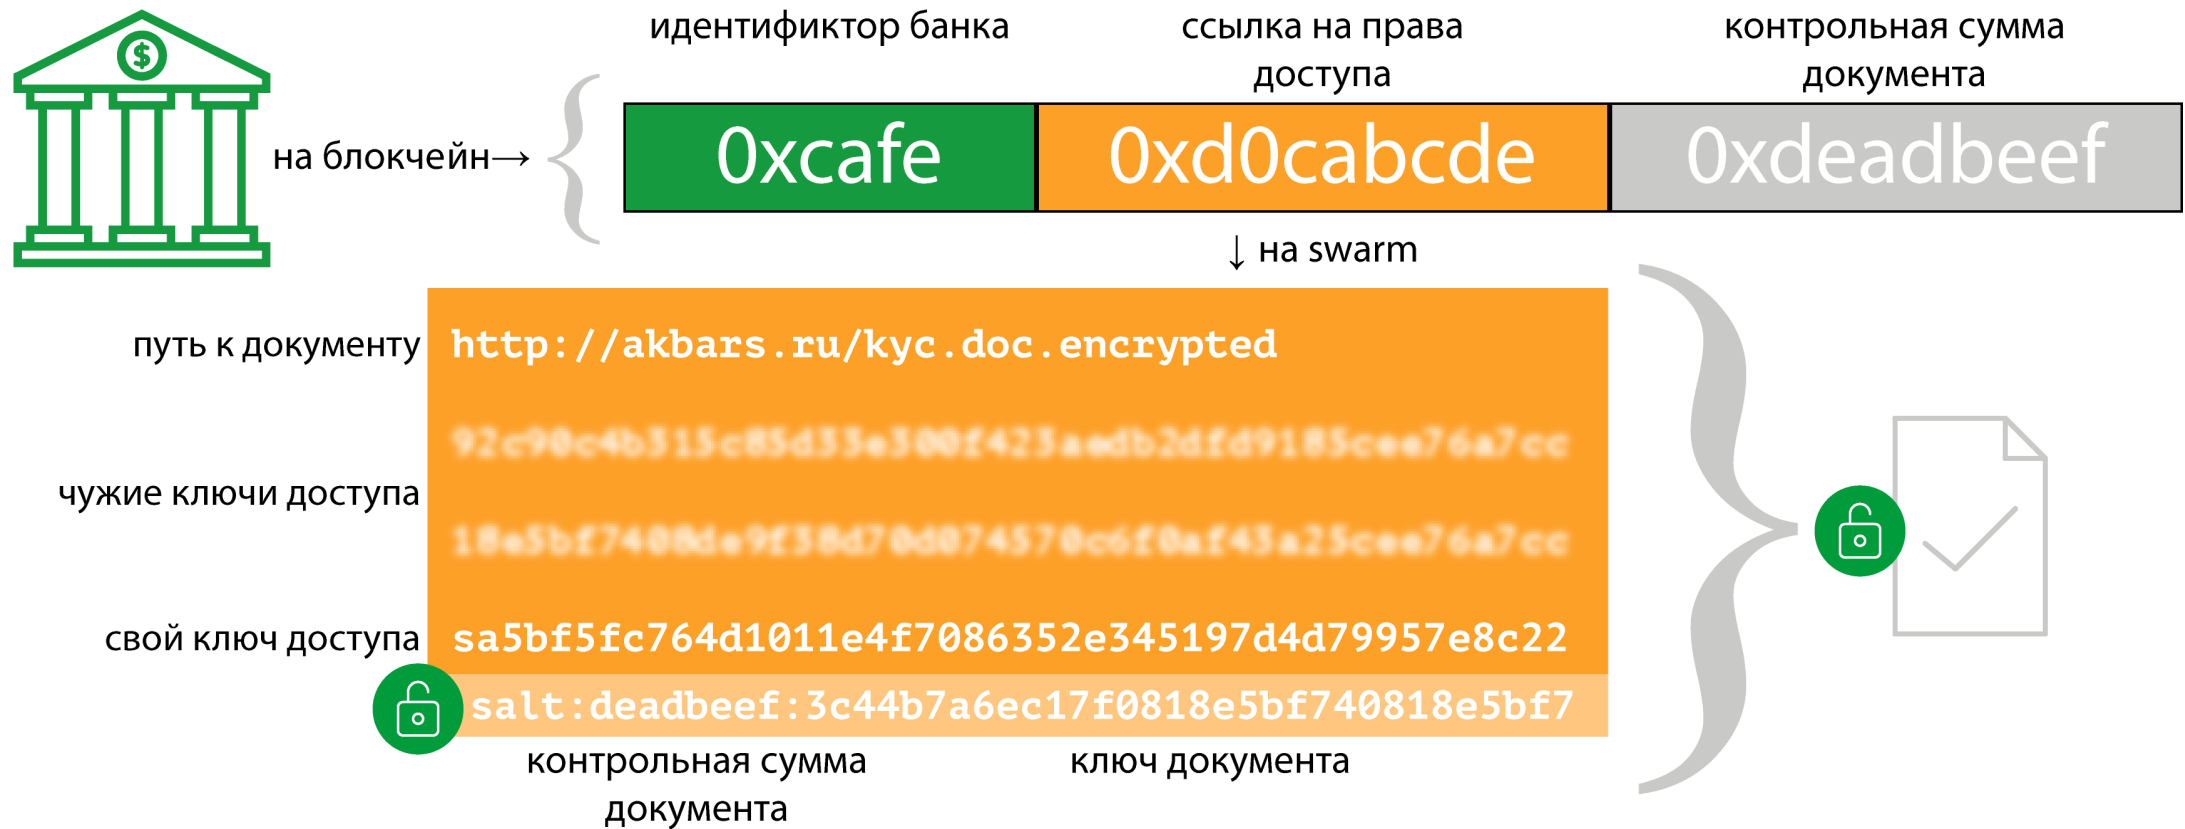 $
идентификтор банка
ссылка на права
доступа
контрольная сумма
документа
на блокчейн→
0xcafe
0xd0cabcde
0xdeadbeef
↓ на swarm
путь к документу
http://akbars.ru/kyc.doc.encrypted
92c90c4b315c85d33e300f423aedb2dfd9185cee76a7cc
чужие ключи доступа
18e5bf7408de9f38d70d074570c6f0af43a25cee76a7cc
свой ключ доступа
sa5bf5fc764d1011e4f7086352e345197d4d79957e8c22
salt:deadbeef:3c44b7a6ec17f0818e5bf740818e5bf7
контрольная сумма
документа
ключ документа